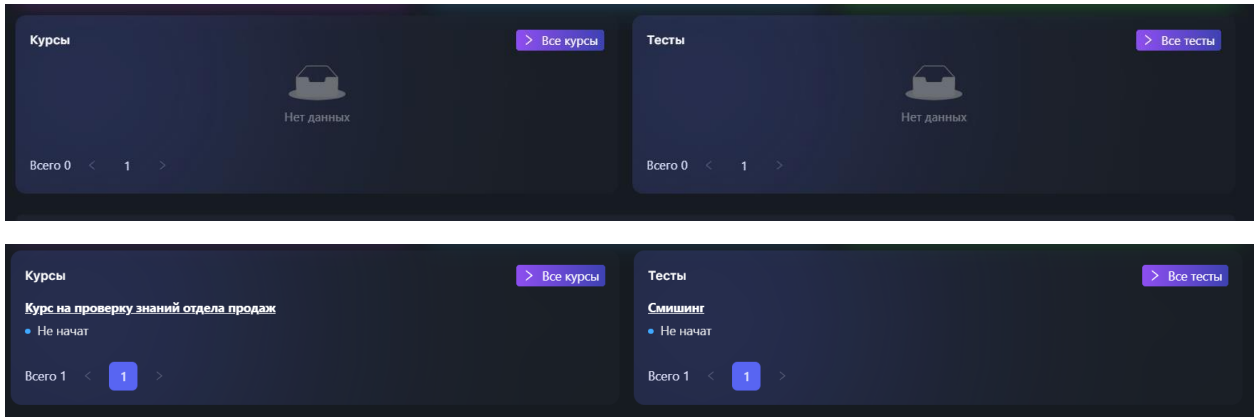 Курсы
Все курсы
Нет данных
Всего 0 < 1 >
Тесты
Все тесты
Нет данных
Всего 0 < 1 >
Курсы
Все курсы
Курс на проверку знаний отдела продаж
Не начат
Всего 1 < 1 >
Тесты
Все тесты
Смишинг
Не начат
Всего 1 < 1 >